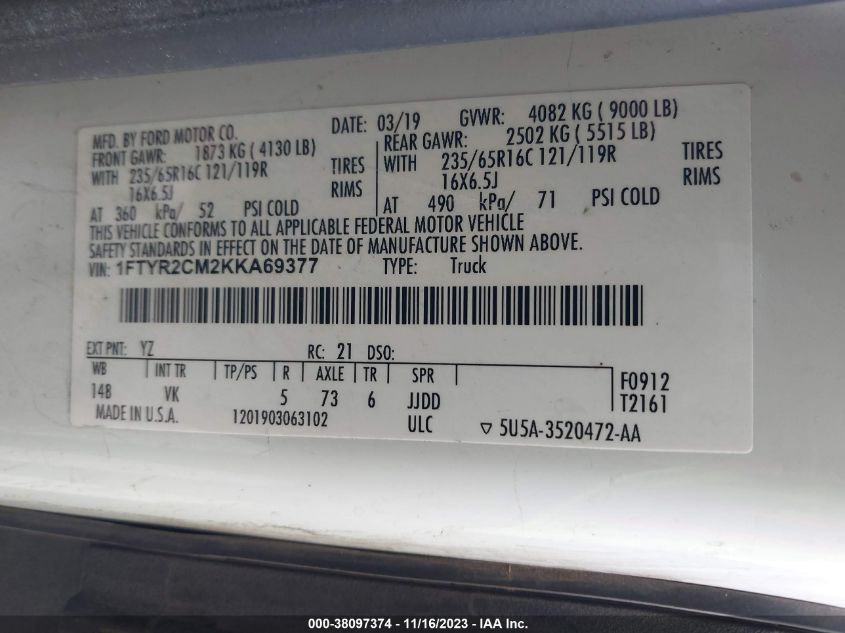 MFD. BY FORD MOTOR CO. DATE: 03/19 GVWR: 4082 KG ( 9000 LB)
FRONT GAWR: 1873 KG ( 4130 LB) REAR GAWR: 2502 KG ( 5515 LB)
WITH 235/65R16C 121/119R TIRES WITH 235/65R16C 121/119R TIRES
16X6.5J RIMS 16X6.5J RIMS
AT 360 kPa/ 52 PSI COLD AT 490 kPa/ 71 PSI COLD
THIS VEHICLE CONFORMS TO ALL APPLICABLE FEDERAL MOTOR VEHICLE
SAFETY STANDARDS IN EFFECT ON THE DATE OF MANUFACTURE SHOWN ABOVE.
VIN: 1FTYR2CM2KKA69377 TYPE: Truck
EXT PNT: YZ RC: 21 DSO:
WB INT TR TP/PS R AXLE TR SPR F0912
148 VK 5 73 6 JJDD T2161
MADE IN U.S.A. 1201903063102 ULC 5U5A-3520472-AA
000-38097374 - 11/16/2023 - IAA Inc.